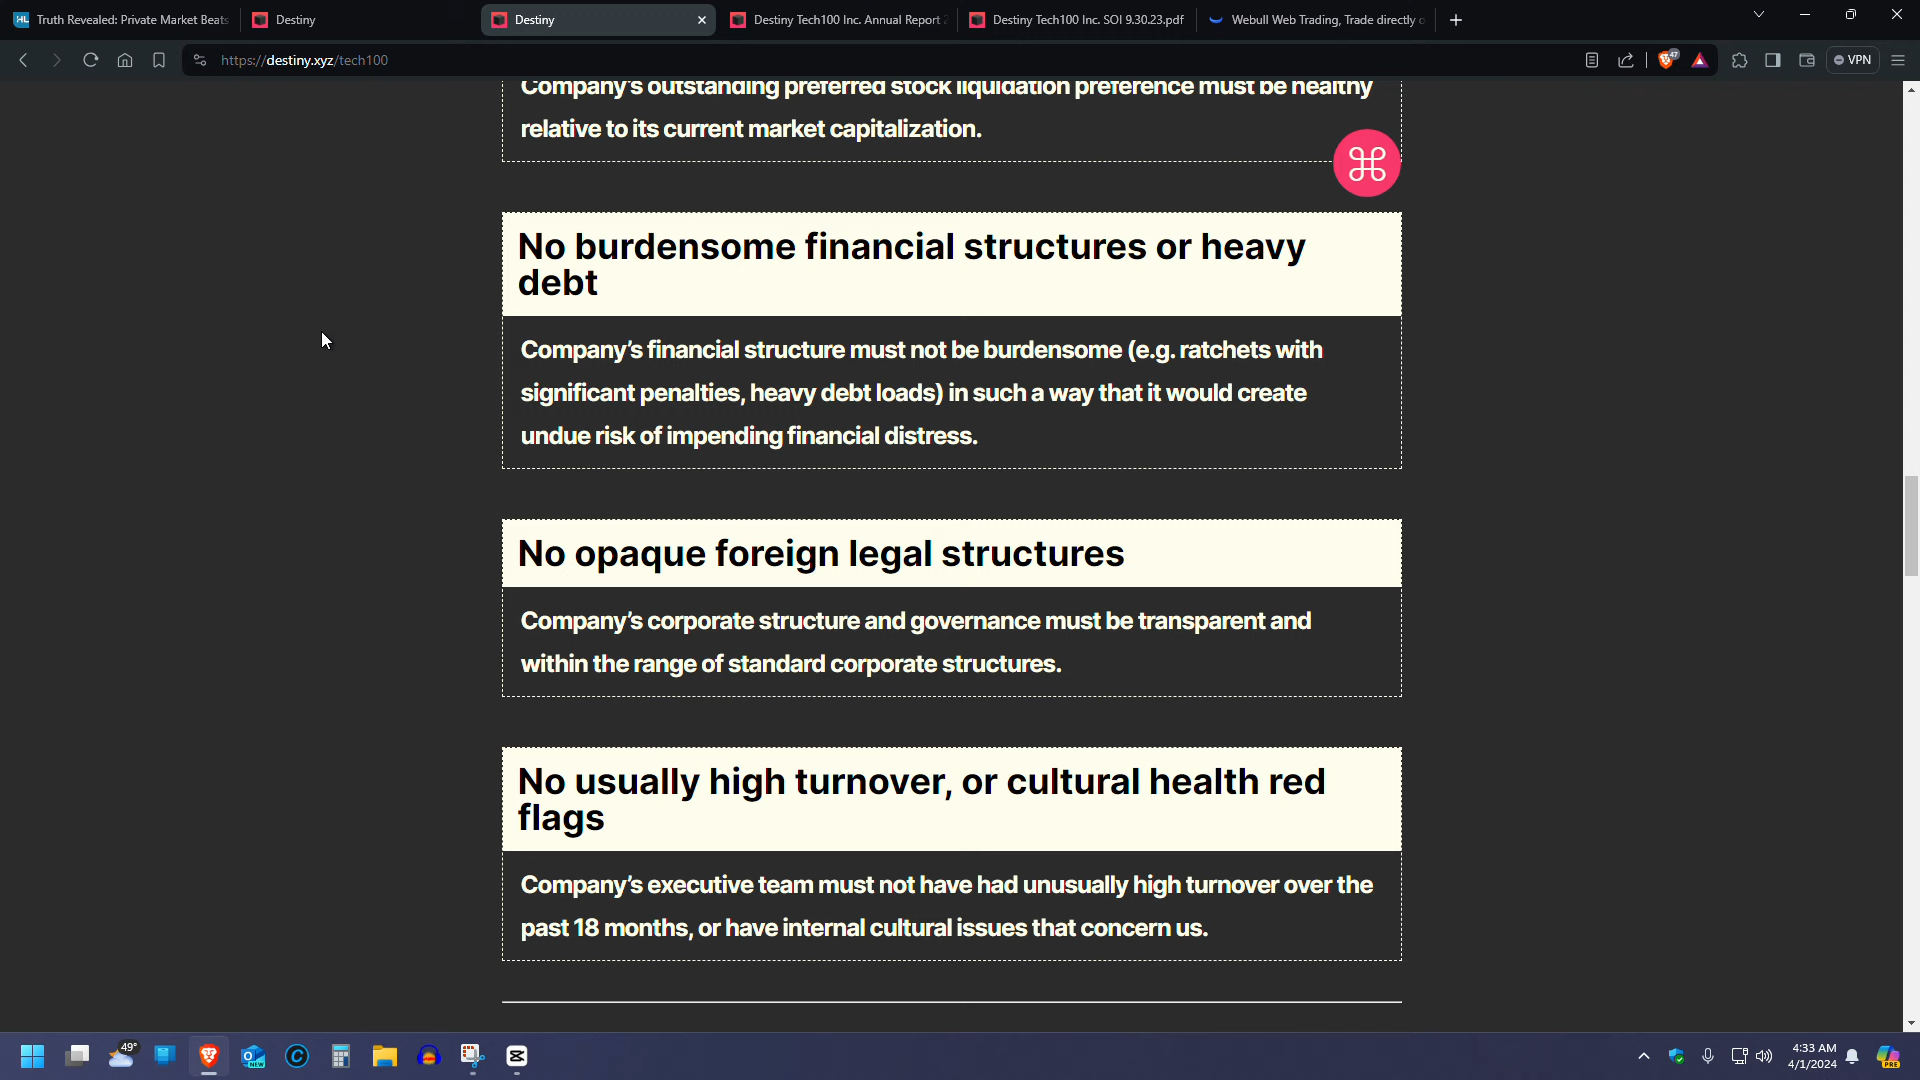 Truth Revealed: Private Market Beats
Destiny
Destiny
Destiny Tech100 Inc. Annual Report 2
Destiny Tech100 Inc. SOI 9.30.23.pdf
Webull Web Trading, Trade directly o
https://destiny.xyz/tech100
47
VPN
Company's outstanding preferred stock liquidation preference must be healthy
relative to its current market capitalization.
No burdensome financial structures or heavy
debt
Company's financial structure must not be burdensome (e.g. ratchets with
significant penalties, heavy debt loads) in such a way that it would create
undue risk of impending financial distress.
No opaque foreign legal structures
Company's corporate structure and governance must be transparent and
within the range of standard corporate structures.
No usually high turnover, or cultural health red
flags
Company's executive team must not have had unusually high turnover over the
past 18 months, or have internal cultural issues that concern us.
49°
NEW
4:33 AM
4/1/2024
PRE